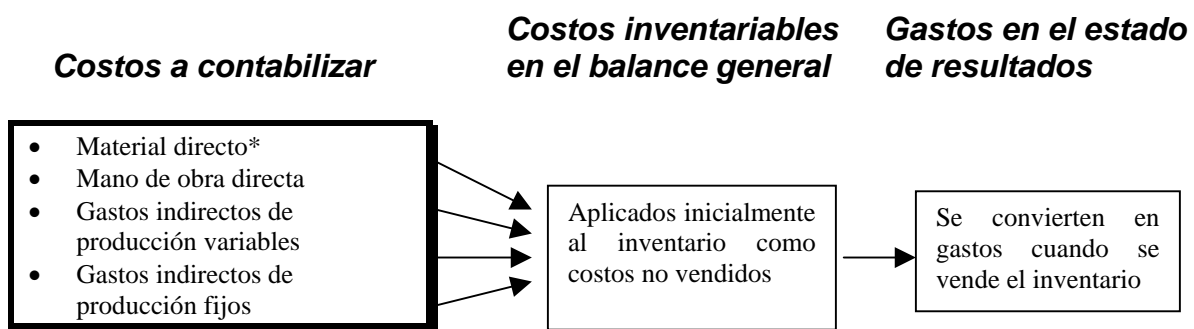 Costos a contabilizar
Costos inventariables
en el balance general
Gastos en el estado
de resultados
• Material directo*
• Mano de obra directa
• Gastos indirectos de
producción variables
• Gastos indirectos de
producción fijos
Aplicados inicialmente
al inventario como
costos no vendidos
Se convierten en
gastos cuando se
vende el inventario